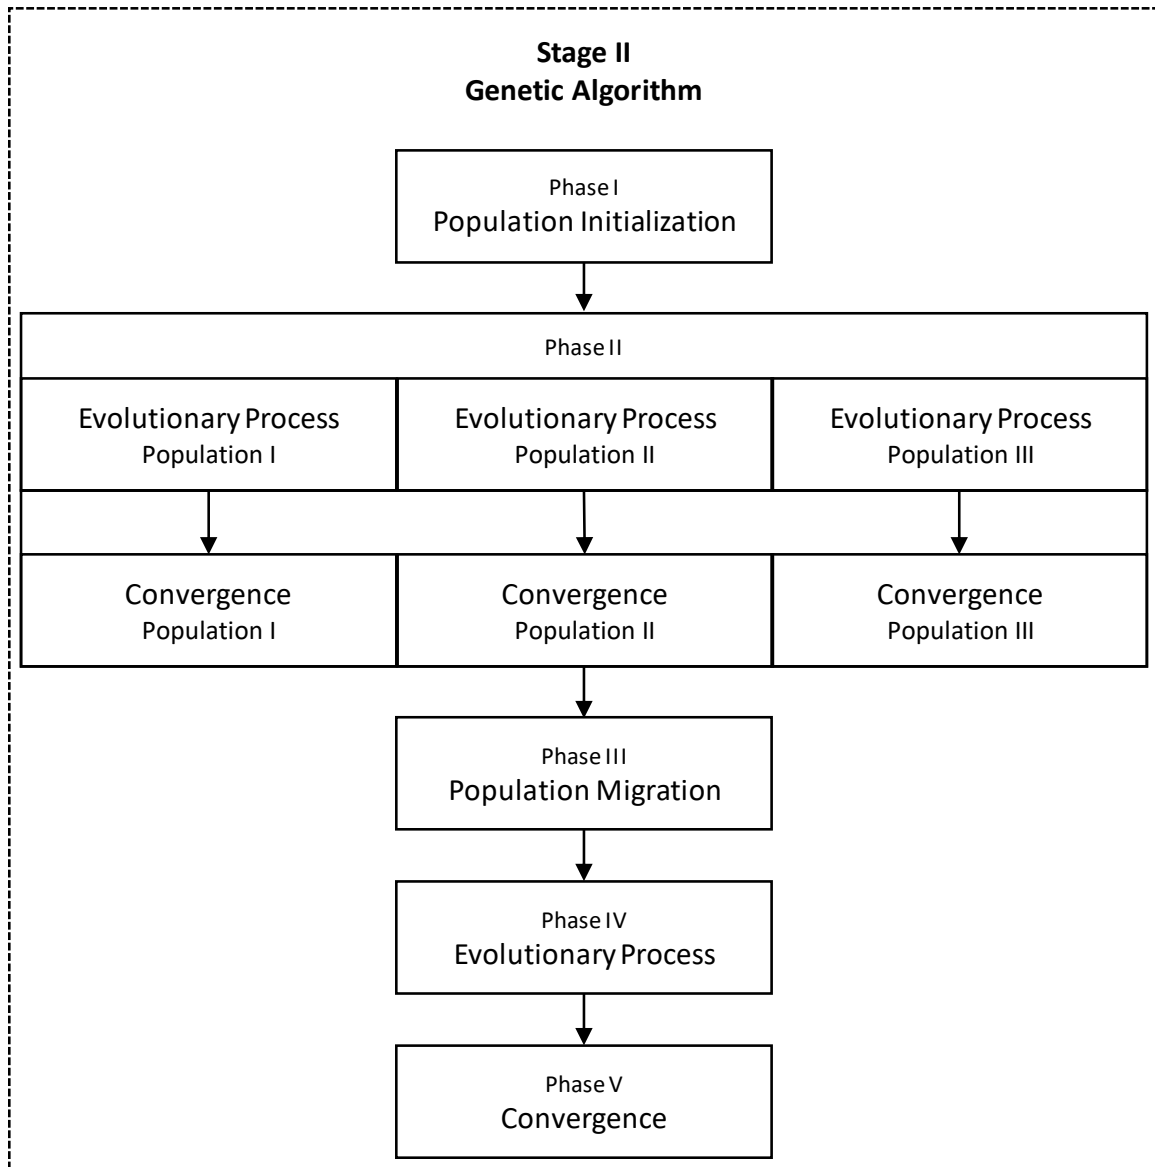 Stage II
Genetic Algorithm
Phase I
Population Initialization
Phase II
Evolutionary Process
Population I
Evolutionary Process
Population II
Evolutionary Process
Population III
Convergence
Population I
Convergence
Population II
Convergence
Population III
Phase III
Population Migration
Phase IV
Evolutionary Process
Phase V
Convergence